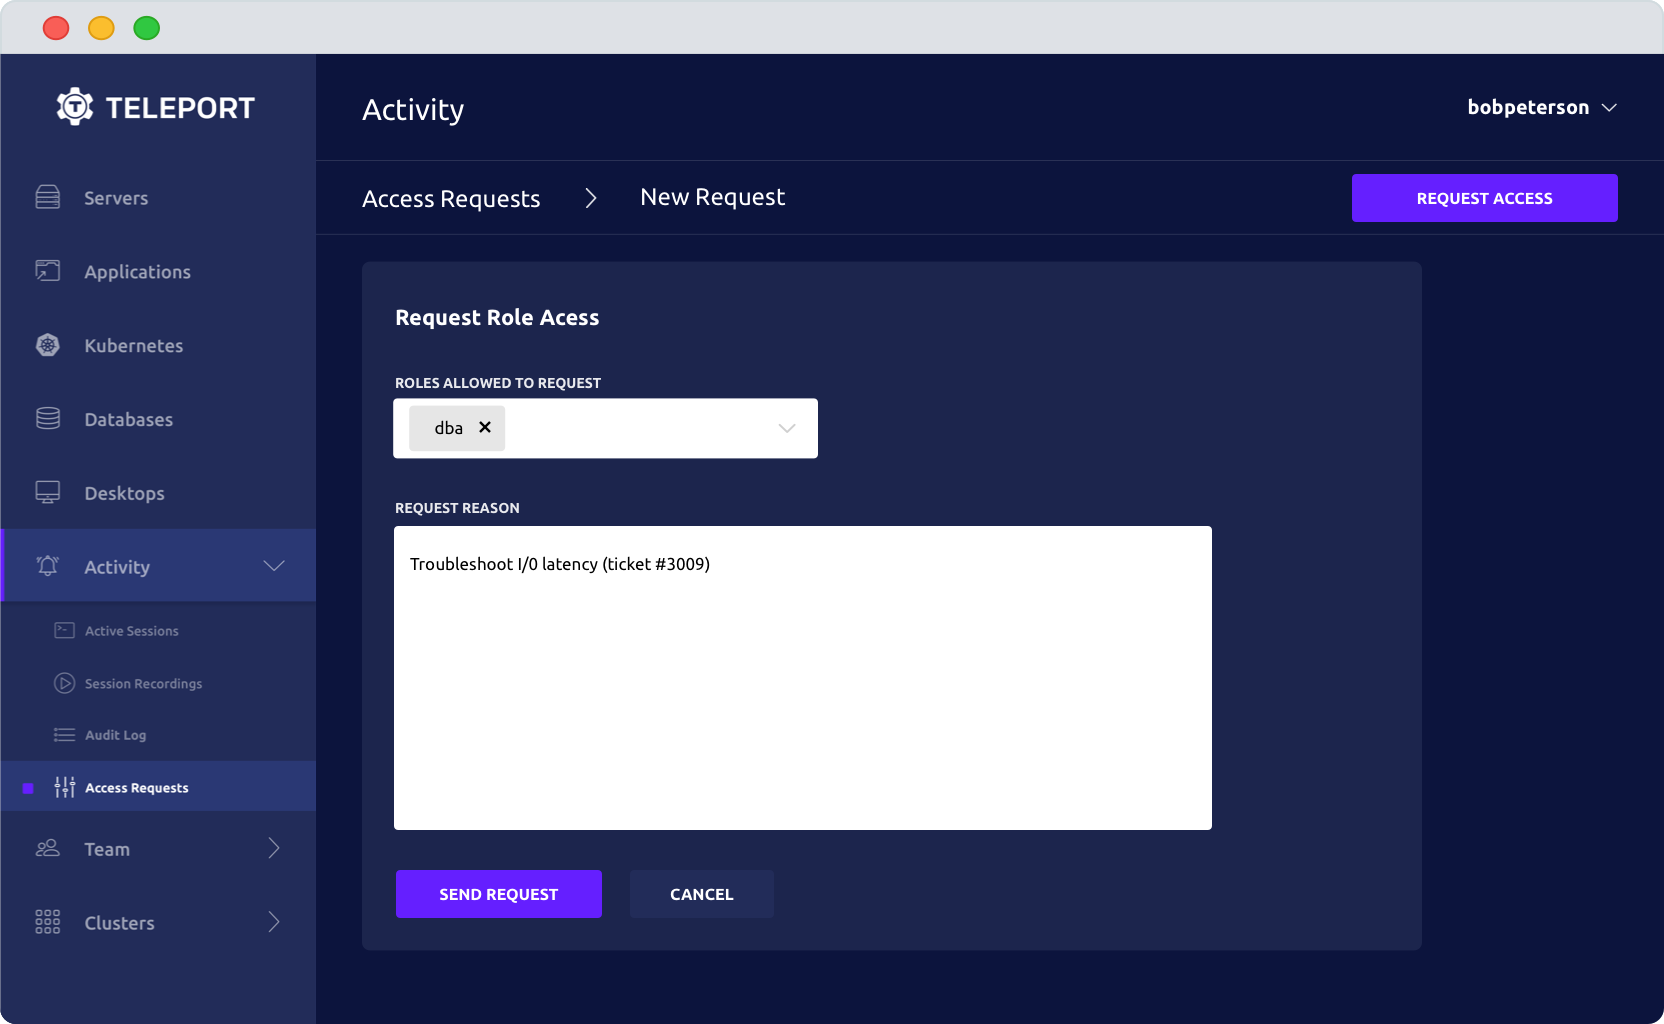 TELEPORT
Servers
Applications
Kubernetes
Databases
Desktops
Activity
Active Sessions
Session Recordings
Audit Log
Access Requests
Team
Clusters
Activity
bobpeterson
Access Requests
New Request
REQUEST ACCESS
Request Role Acess
ROLES ALLOWED TO REQUEST
dba
REQUEST REASON
Troubleshoot I/0 latency (ticket #3009)
SEND REQUEST
CANCEL